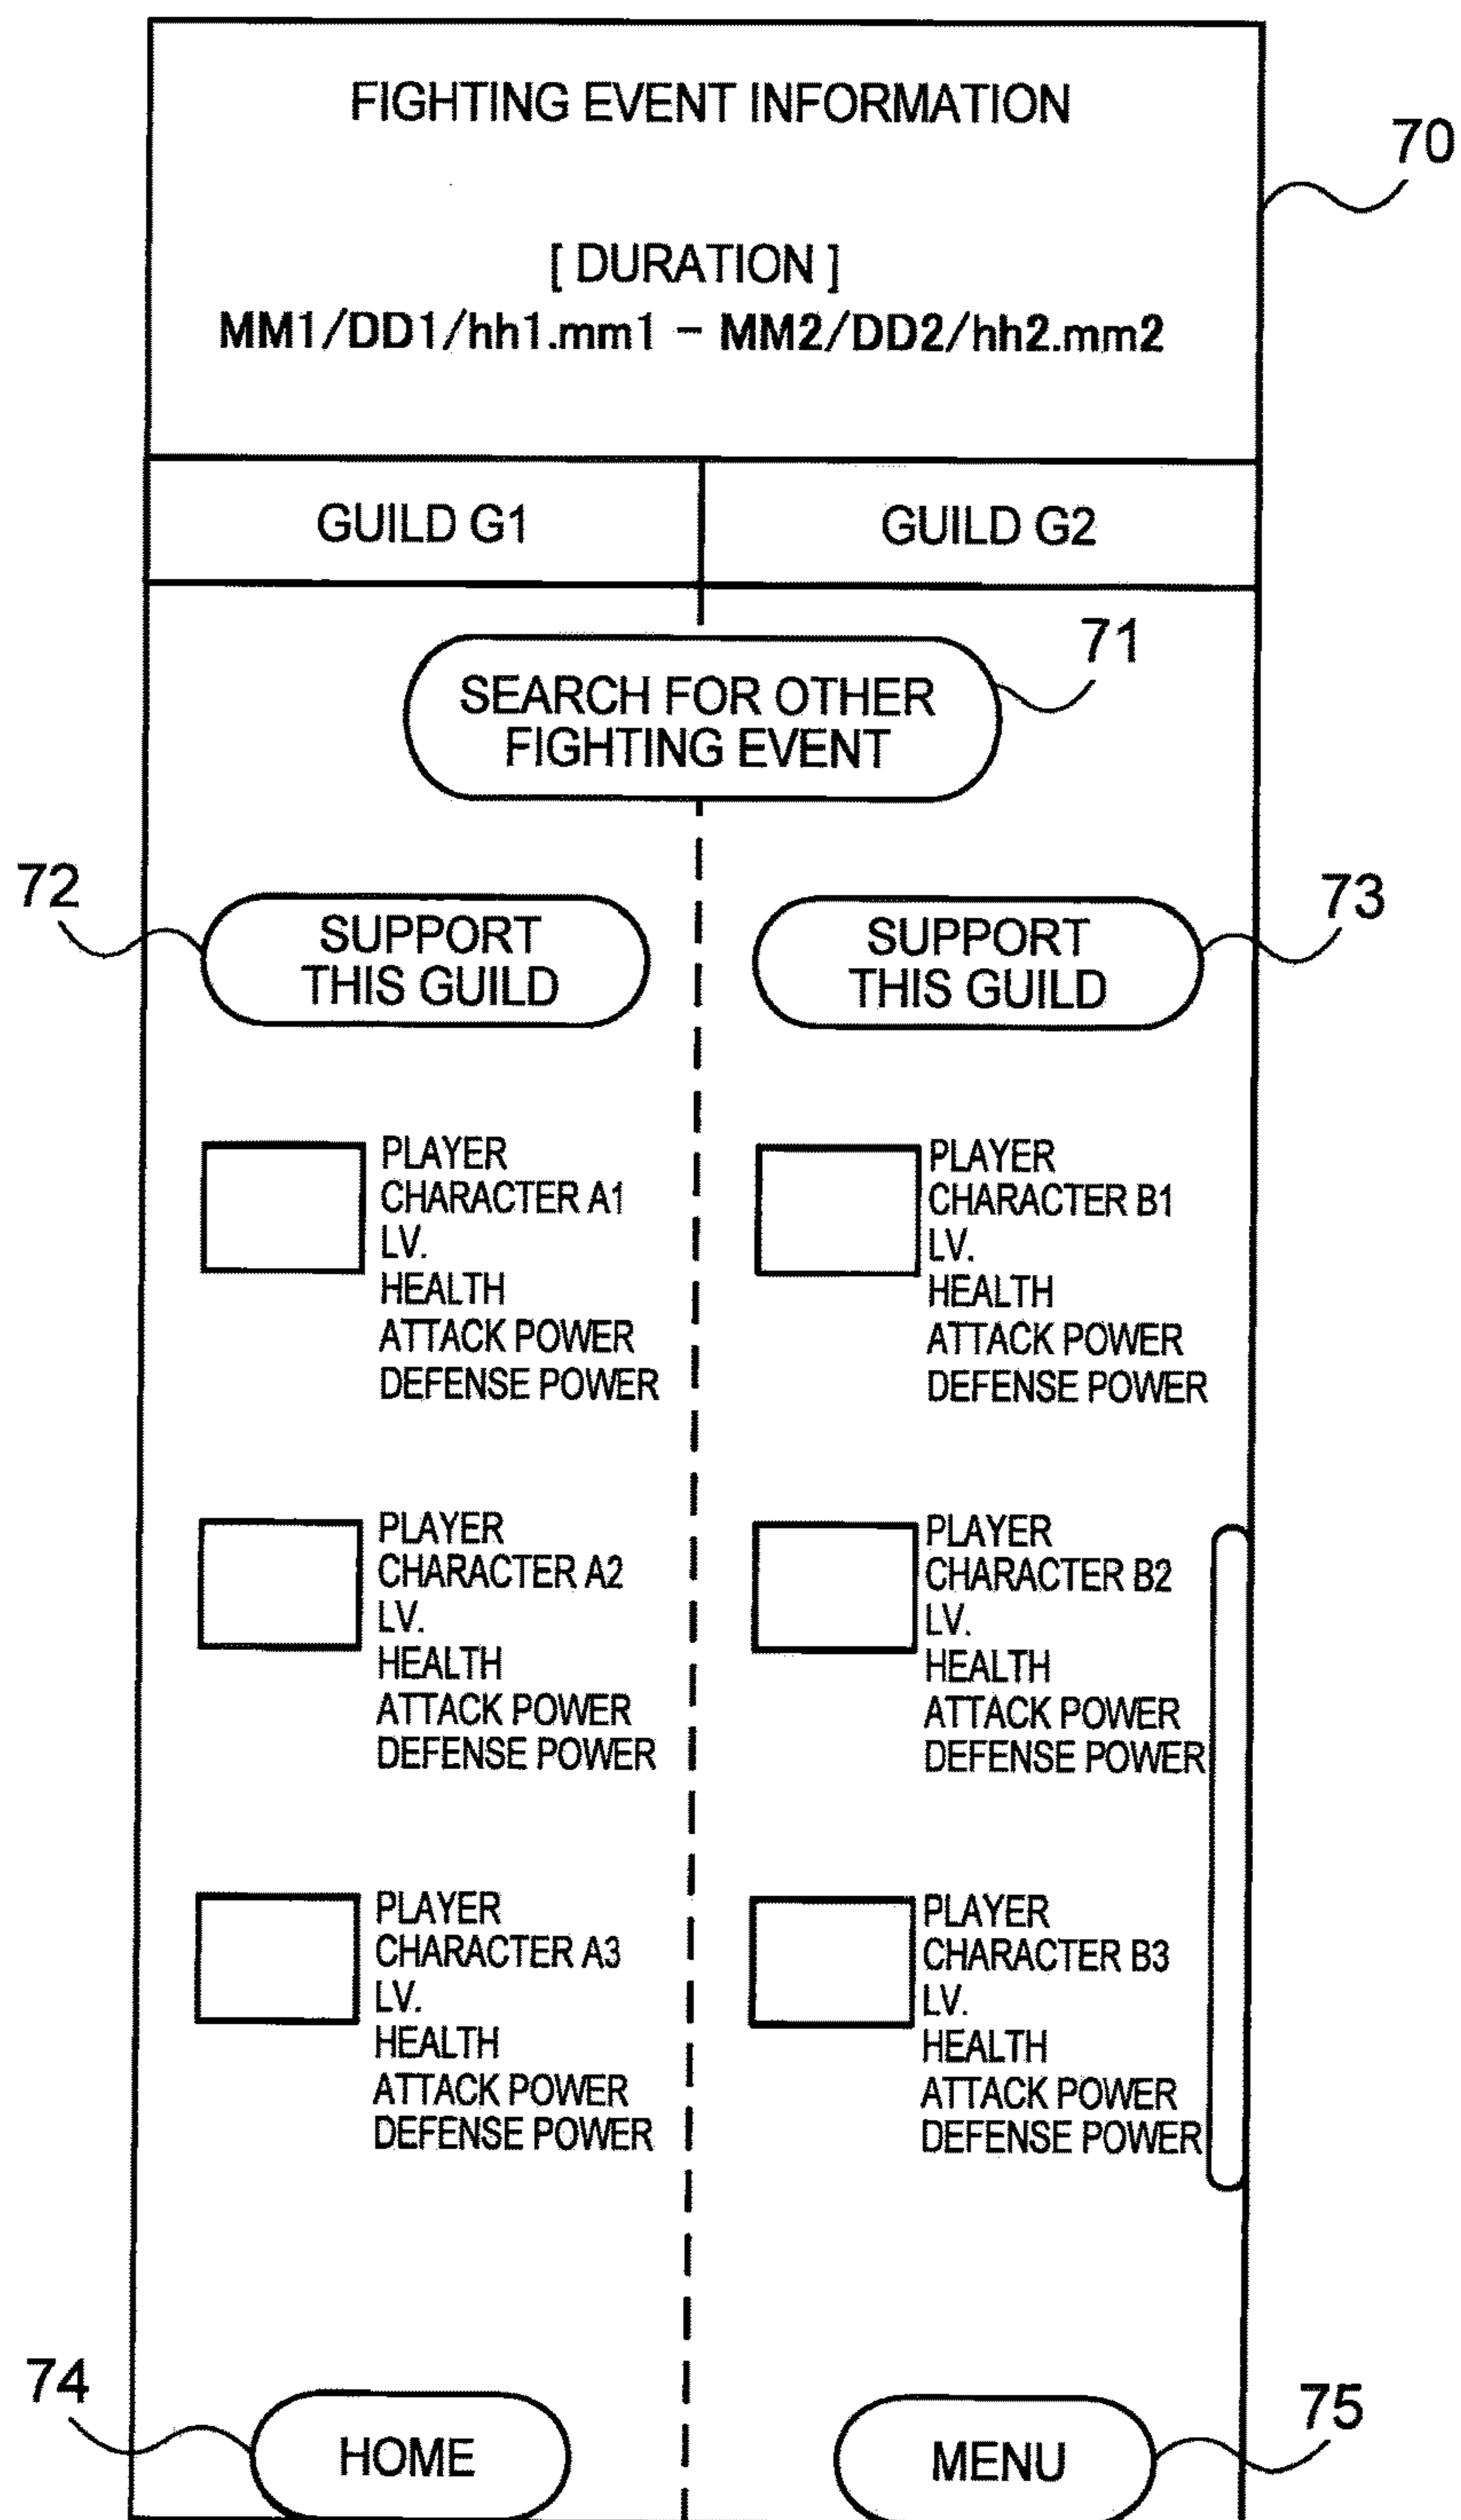 FIGHTING EVENT INFORMATION
70
[ DURATION ]
MM1/DD1/hh1.mm1 – MM2/DD2/hh2.mm2
GUILD G1
GUILD G2
71
SEARCH FOR OTHER
FIGHTING EVENT
72
SUPPORT
THIS GUILD
73
SUPPORT
THIS GUILD
PLAYER
CHARACTER A1
LV.
HEALTH
ATTACK POWER
DEFENSE POWER
PLAYER
CHARACTER B1
LV.
HEALTH
ATTACK POWER
DEFENSE POWER
PLAYER
CHARACTER A2
LV.
HEALTH
ATTACK POWER
DEFENSE POWER
PLAYER
CHARACTER B2
LV.
HEALTH
ATTACK POWER
DEFENSE POWER
PLAYER
CHARACTER A3
LV.
HEALTH
ATTACK POWER
DEFENSE POWER
PLAYER
CHARACTER B3
LV.
HEALTH
ATTACK POWER
DEFENSE POWER
74
HOME
75
MENU